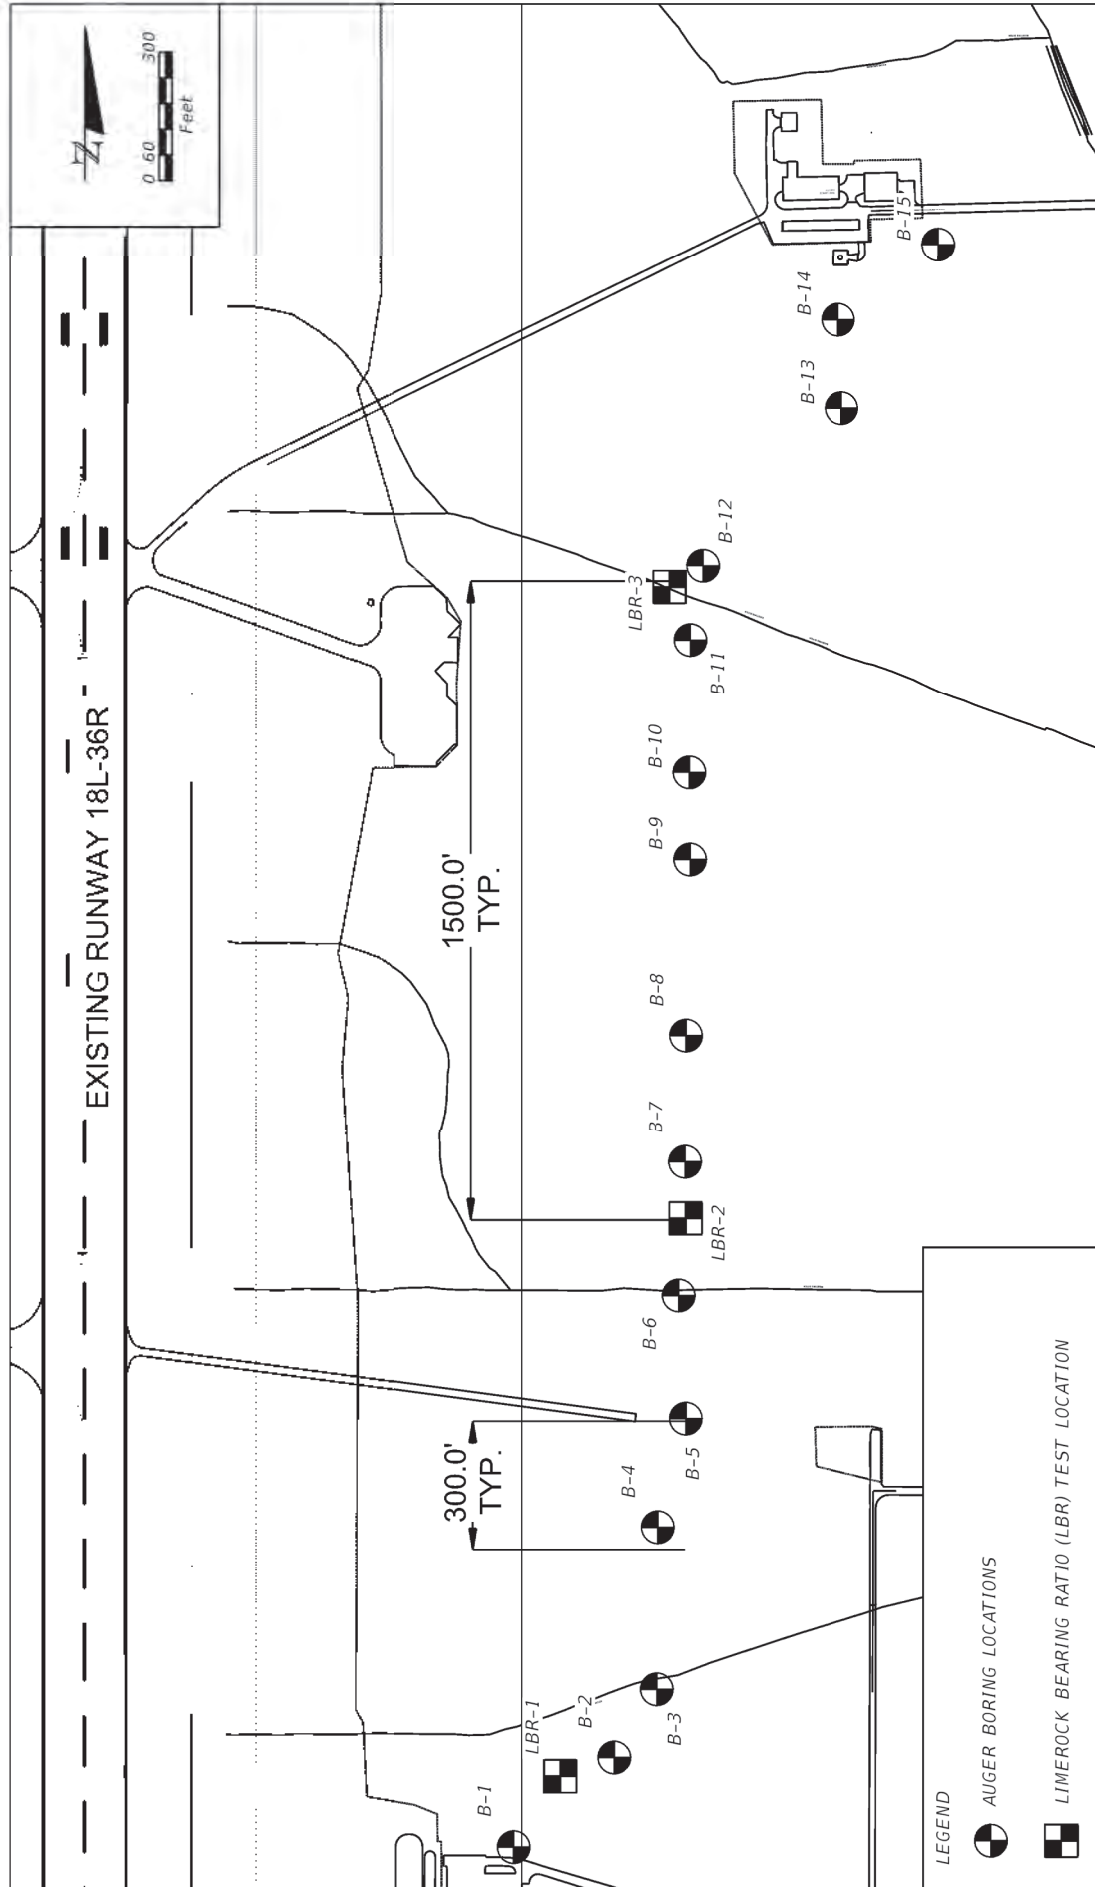 N
0 60 300
Feet
EXISTING RUNWAY 18L-36R
1500.0'
TYP.
300.0'
TYP.
B-1
LBR-1
B-2
B-3
B-4
B-5
B-6
LBR-2
B-7
B-8
B-9
B-10
B-11
LBR-3
B-12
B-13
B-14
B-15
LEGEND
AUGER BORING LOCATIONS
LIMEROCK BEARING RATIO (LBR) TEST LOCATION